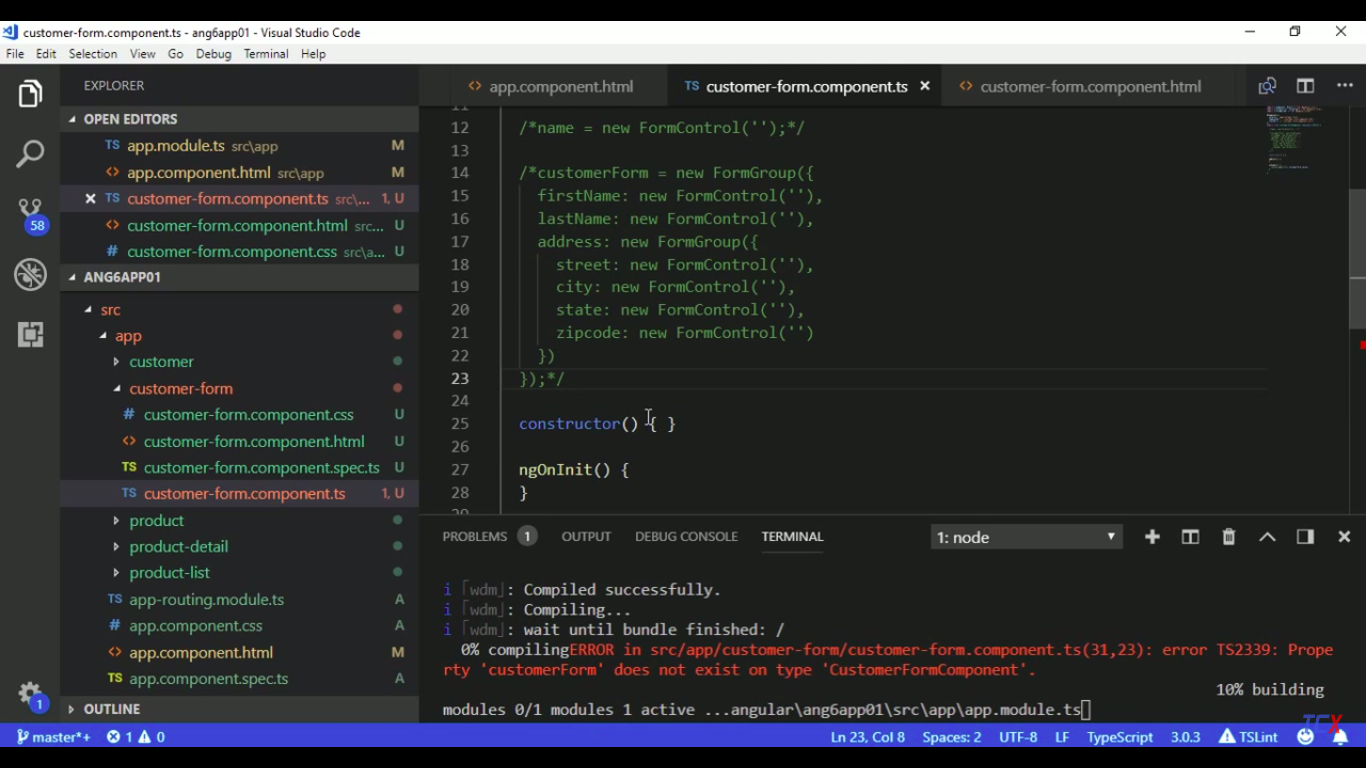 customer-form.component.ts - ang6app01 - Visual Studio Code
File Edit Selection View Go Debug Terminal Help
EXPLORER
OPEN EDITORS
TS app.module.ts src\app M
<> app.component.html src\app M
× TS customer-form.component.ts src\... 1, U
<> customer-form.component.html src... U
# customer-form.component.css src\a... U
ANG6APP01
src
app
customer
customer-form
# customer-form.component.css U
<> customer-form.component.html U
TS customer-form.component.spec.ts U
TS customer-form.component.ts 1, U
product
product-detail
product-list
TS app-routing.module.ts A
# app.component.css A
<> app.component.html M
TS app.component.spec.ts A
OUTLINE
58
1
<> app.component.html TS customer-form.component.ts × <> customer-form.component.html
11
12 /*name = new FormControl('');*/
13
14 /*customerForm = new FormGroup({
15 firstName: new FormControl(''),
16 lastName: new FormControl(''),
17 address: new FormGroup({
18 street: new FormControl(''),
19 city: new FormControl(''),
20 state: new FormControl(''),
21 zipcode: new FormControl('')
22 })
23 });*/
24
25 constructor() { }
26
27 ngOnInit() {
28 }
29
PROBLEMS 1 OUTPUT DEBUG CONSOLE TERMINAL 1: node
i ｢wdm｣: Compiled successfully.
i ｢wdm｣: Compiling...
i ｢wdm｣: wait until bundle finished: /
0% compilingERROR in src/app/customer-form/customer-form.component.ts(31,23): error TS2339: Prope
rty 'customerForm' does not exist on type 'CustomerFormComponent'.
10% building
modules 0/1 modules 1 active ...angular\ang6app01\src\app\app.module.ts
master*+ 1 0 Ln 23, Col 8 Spaces: 2 UTF-8 LF TypeScript 3.0.3 TSLint
TCX